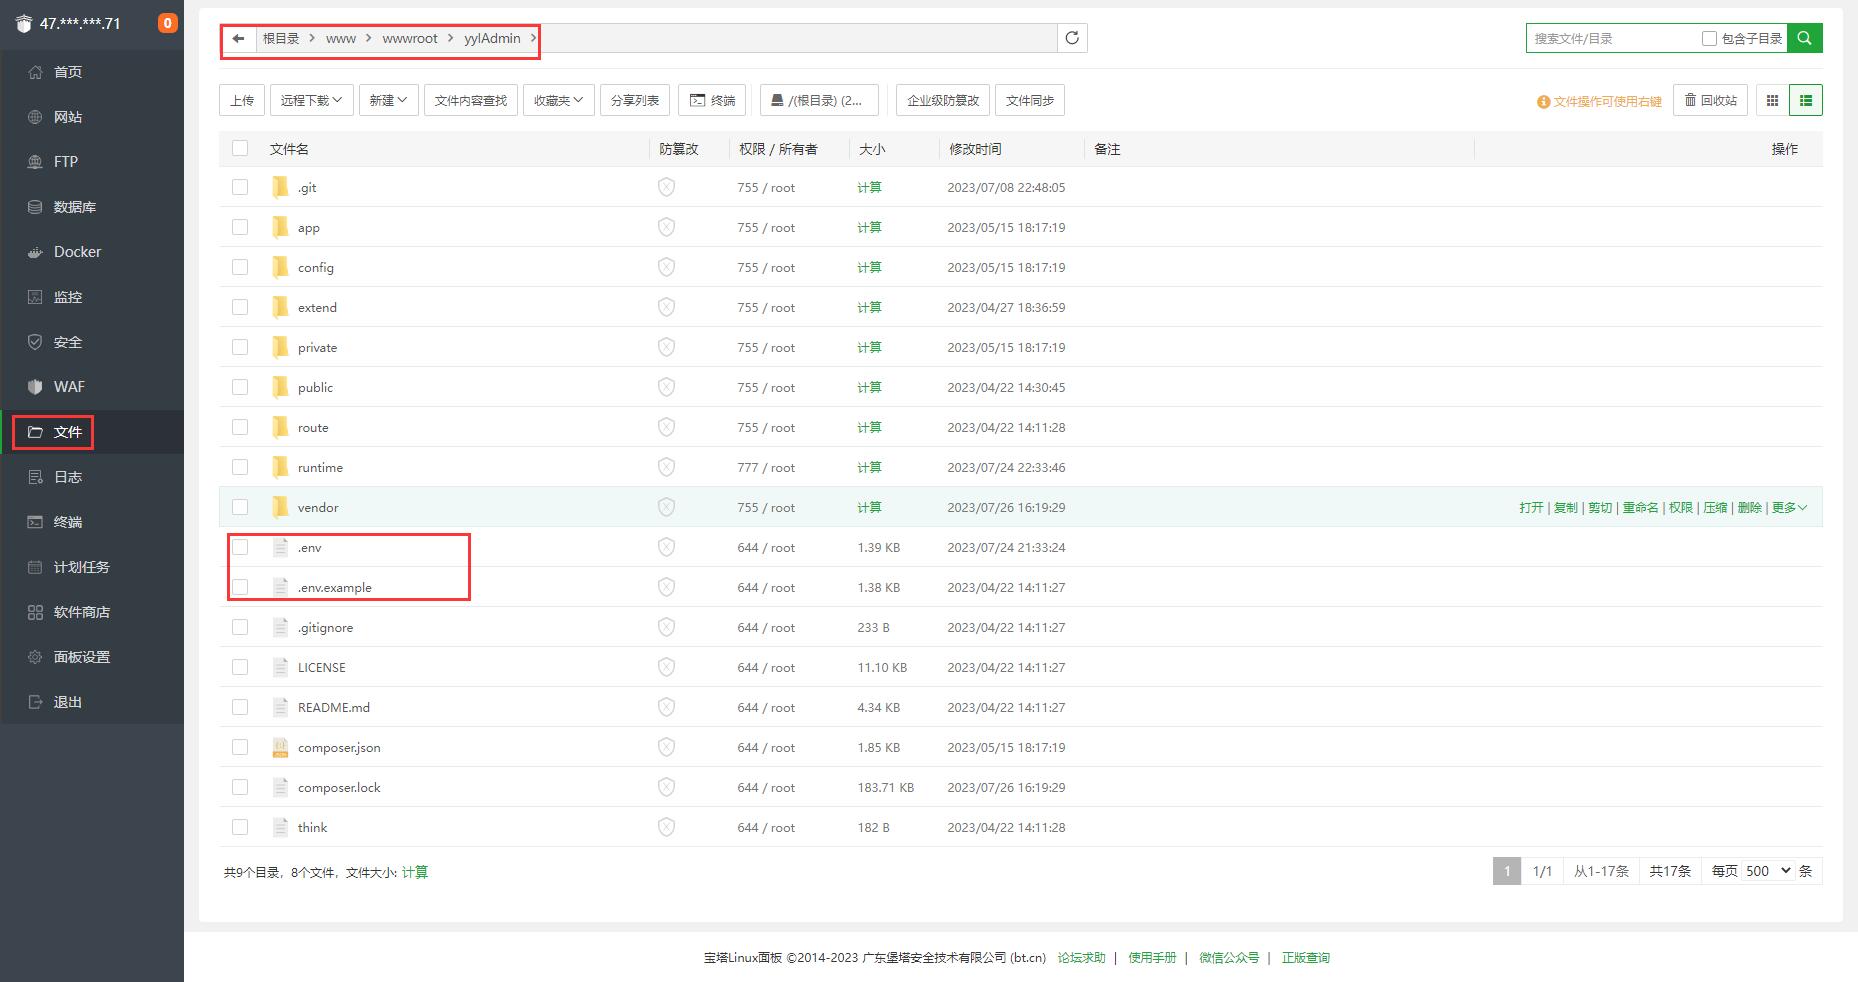 47.***.***.71 0
首页
网站
FTP
数据库
Docker
监控
安全
WAF
文件
日志
终端
计划任务
软件商店
面板设置
退出
根目录 > www > wwwroot > yylAdmin >
搜索文件/目录 包含子目录
上传 远程下载 新建 文件内容查找 收藏夹 分享列表 终端 /(根目录) (2... 企业级防篡改 文件同步 文件操作可使用右键 回收站
文件名 防篡改 权限 / 所有者 大小 修改时间 备注 操作
.git 755 / root 计算 2023/07/08 22:48:05
app 755 / root 计算 2023/05/15 18:17:19
config 755 / root 计算 2023/05/15 18:17:19
extend 755 / root 计算 2023/04/27 18:36:59
private 755 / root 计算 2023/05/15 18:17:19
public 755 / root 计算 2023/04/22 14:30:45
route 755 / root 计算 2023/04/22 14:11:28
runtime 777 / root 计算 2023/07/24 22:33:46
vendor 755 / root 计算 2023/07/26 16:19:29 打开 | 复制 | 剪切 | 重命名 | 权限 | 压缩 | 删除 | 更多
.env 644 / root 1.39 KB 2023/07/24 21:33:24
.env.example 644 / root 1.38 KB 2023/04/22 14:11:27
.gitignore 644 / root 233 B 2023/04/22 14:11:27
LICENSE 644 / root 11.10 KB 2023/04/22 14:11:27
README.md 644 / root 4.34 KB 2023/04/22 14:11:27
composer.json 644 / root 1.85 KB 2023/05/15 18:17:19
composer.lock 644 / root 183.71 KB 2023/07/26 16:19:29
think 644 / root 182 B 2023/04/22 14:11:28
共9个目录，8个文件，文件大小: 计算 1 1/1 从1-17条 共17条 每页 500 条
宝塔Linux面板 ©2014-2023 广东堡塔安全技术有限公司 (bt.cn) 论坛求助 | 使用手册 | 微信公众号 | 正版查询